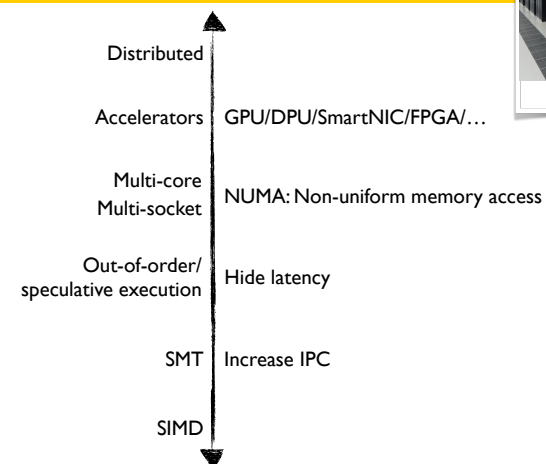 Distributed
Accelerators GPU/DPU/SmartNIC/FPGA/…
Multi-core
Multi-socket
NUMA: Non-uniform memory access
Out-of-order/
speculative execution
Hide latency
SMT Increase IPC
SIMD